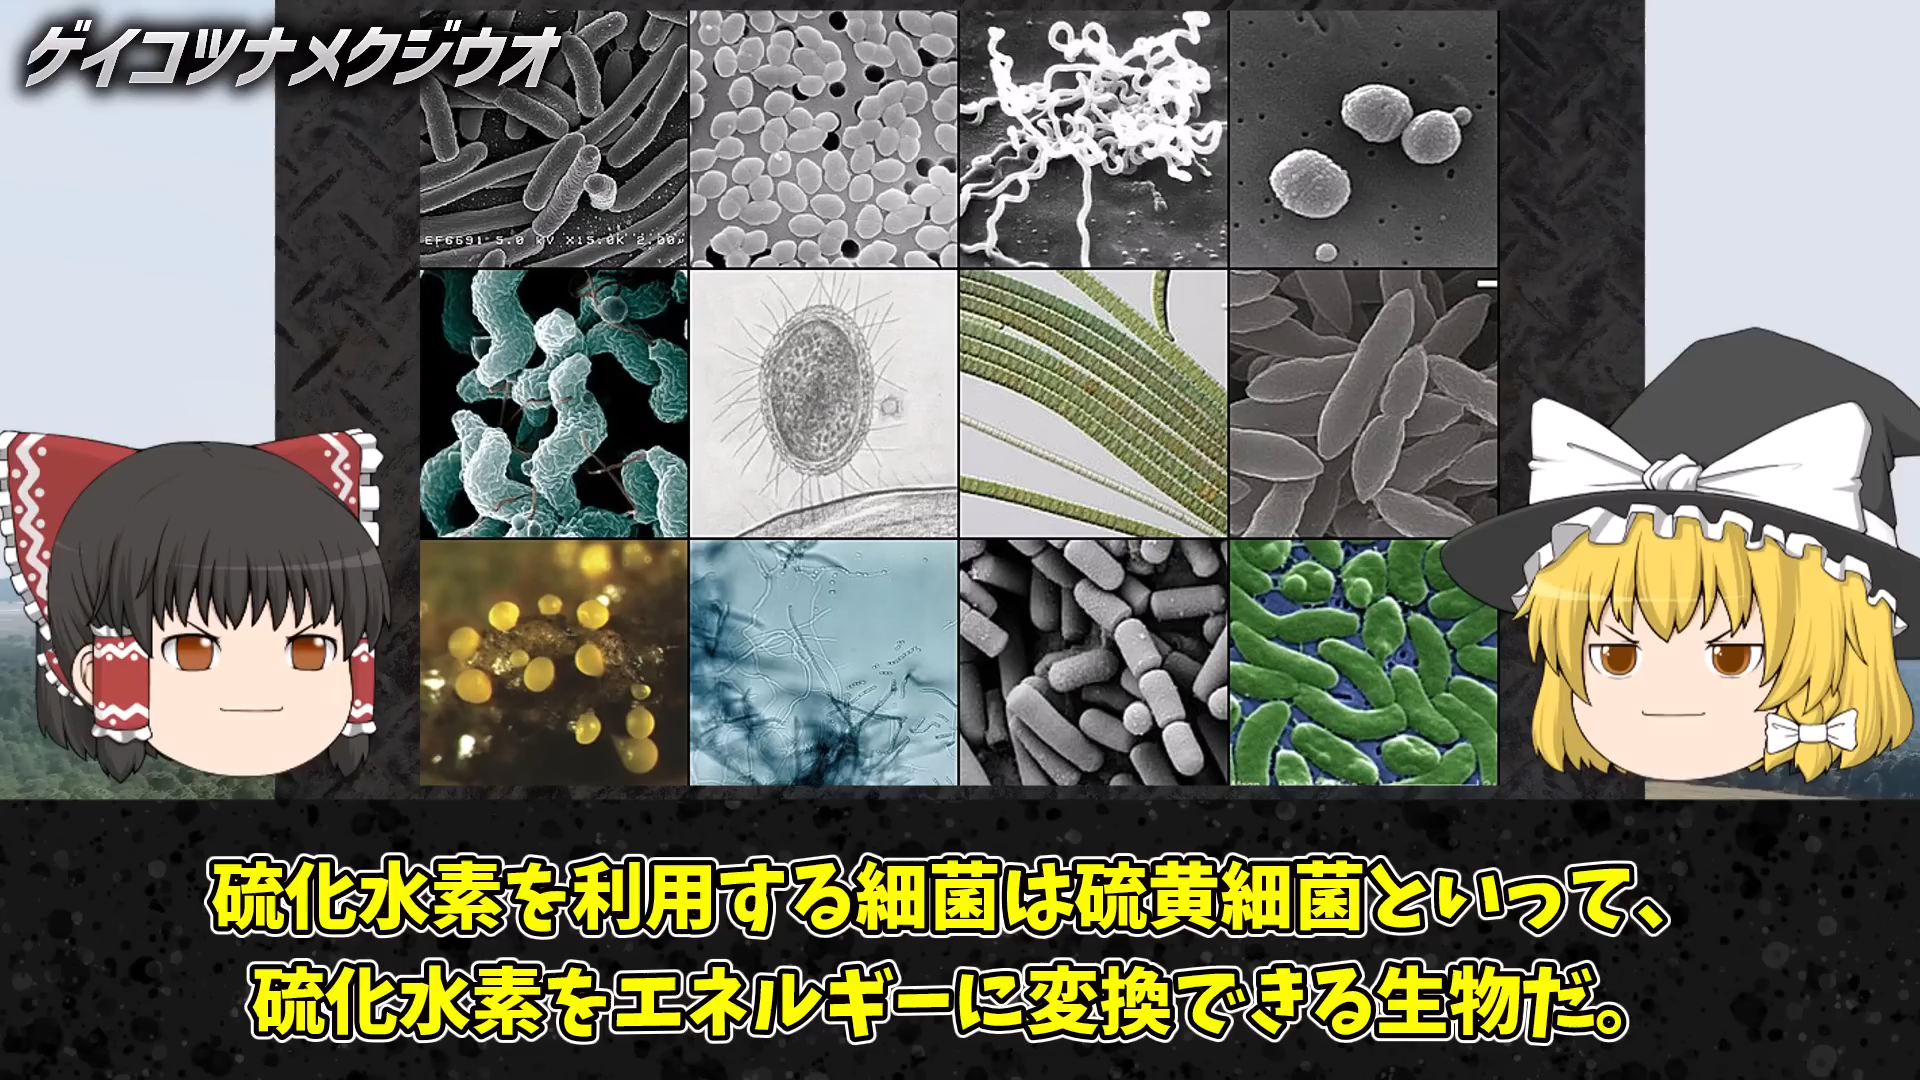 ゲイコツナメクジウオ
EF6691 5.0 kV X15.0K 2.00μ
硫化水素を利用する細菌は硫黄細菌といって、
硫化水素をエネルギーに変換できる生物だ。